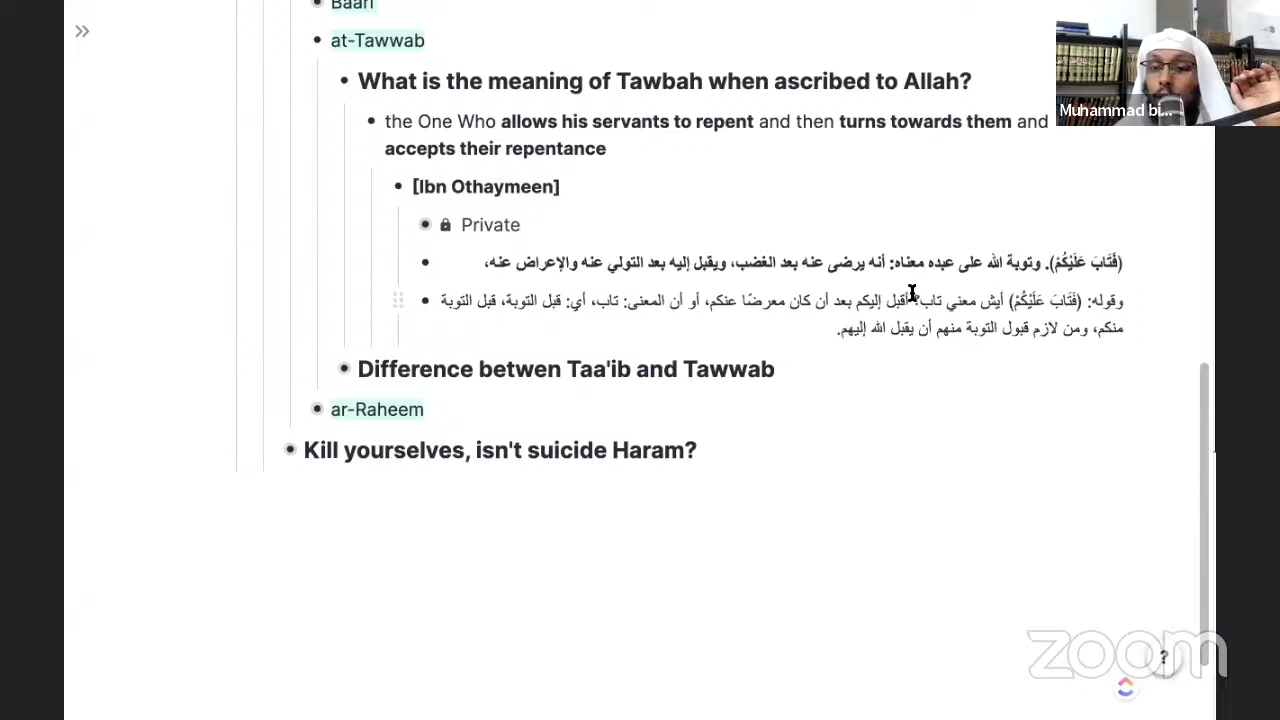 Baari
at-Tawwab
What is the meaning of Tawbah when ascribed to Allah?
the One Who allows his servants to repent and then turns towards them and
accepts their repentance
[Ibn Othaymeen]
Private
(فَتَابَ عَلَيْكُمْ). وتوبة الله على عبده معناه: أنه يرضى عنه بعد الغضب، ويقبل إليه بعد التولي عنه والإعراض عنه،
وقوله: (فَتَابَ عَلَيْكُمْ) أيش معنى تاب؟ أقبل إليكم بعد أن كان معرضًا عنكم، أو أن المعنى: تاب، أي: قبل التوبة، قبل التوبة
منكم، ومن لازم قبول التوبة منهم أن يقبل الله إليهم.
Difference betwen Taa'ib and Tawwab
ar-Raheem
Kill yourselves, isn't suicide Haram?
Muhammad bi...
zoom
?